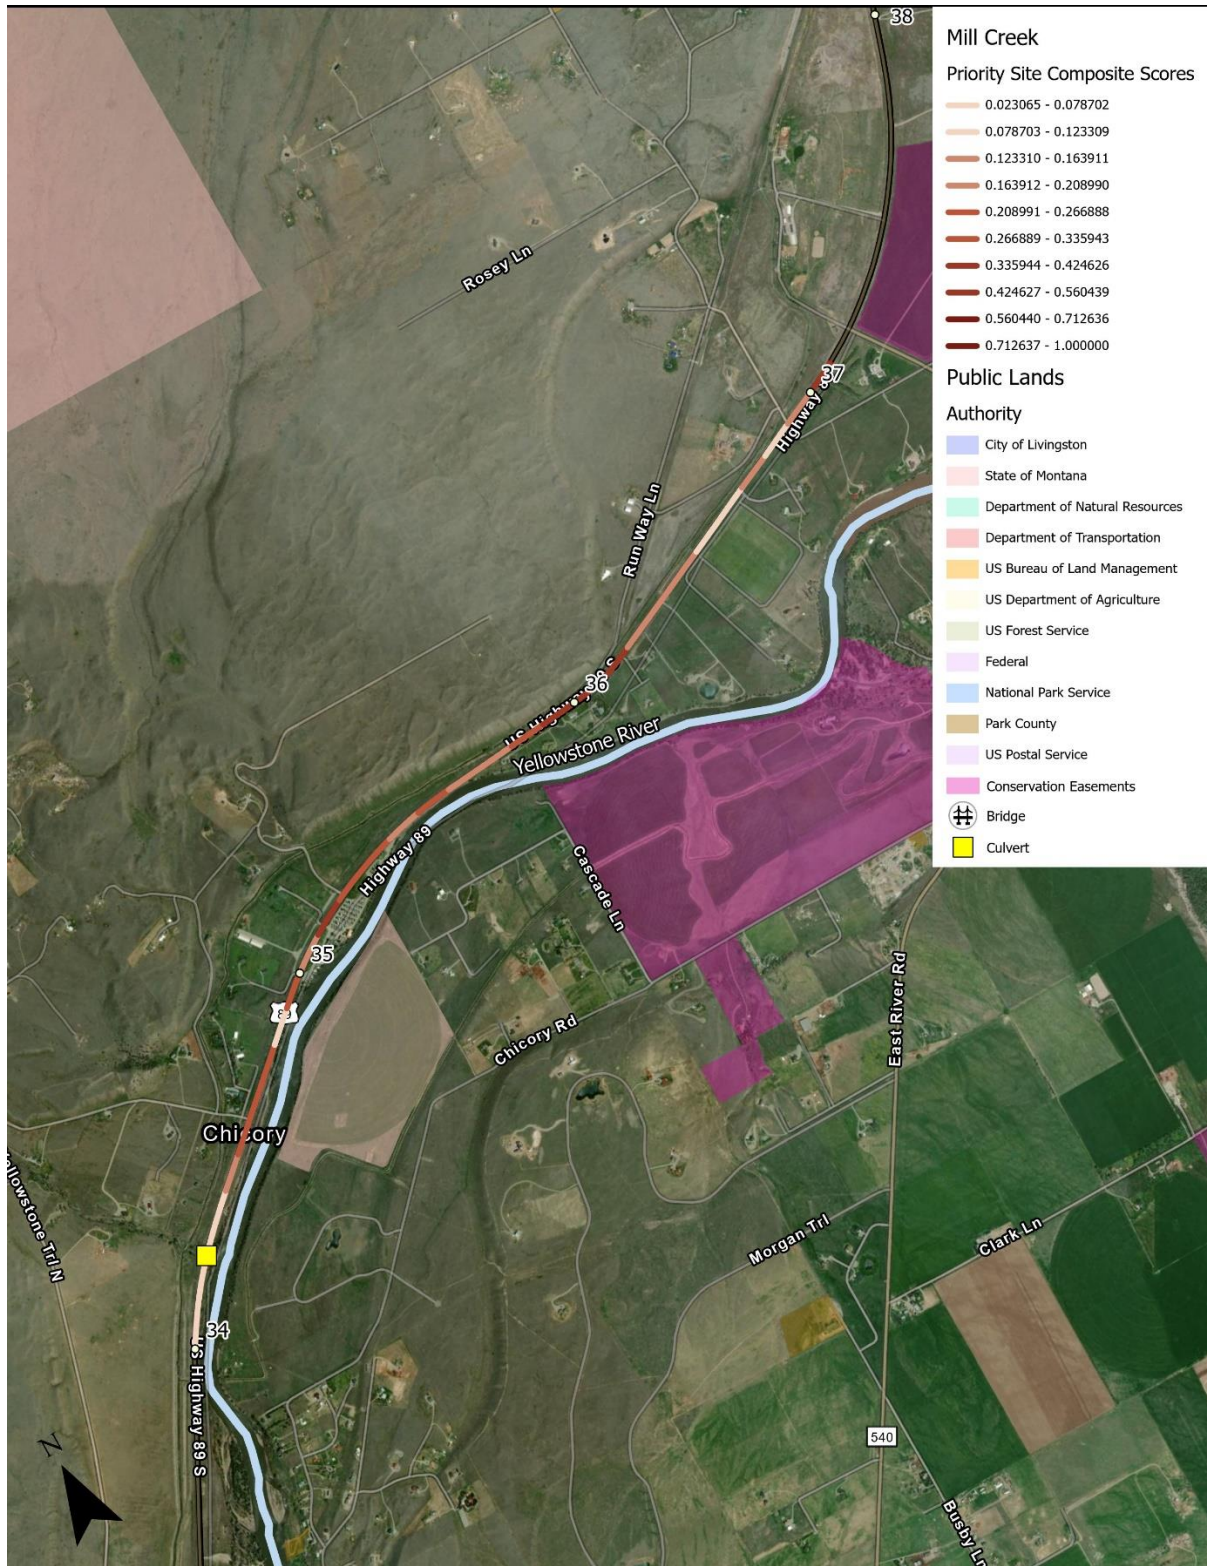 38
Mill Creek
Priority Site Composite Scores
0.023065 - 0.078702
0.078703 - 0.123309
0.123310 - 0.163911
0.163912 - 0.208990
0.208991 - 0.266888
0.266889 - 0.335943
0.335944 - 0.424626
0.424627 - 0.560439
0.560440 - 0.712636
0.712637 - 1.000000
Public Lands
Authority
City of Livingston
State of Montana
Department of Natural Resources
Department of Transportation
US Bureau of Land Management
US Department of Agriculture
US Forest Service
Federal
National Park Service
Park County
US Postal Service
Conservation Easements
Bridge
Culvert
Rosey Ln
37
Highway
Run Way Ln
36
US Highway
Yellowstone River
Highway 89
Cascade Ln
35
Chicory Rd
East River Rd
Chicory
Trl N
Morgan Trl
Clark Ln
34
US Highway 89 S
540
Busby Ln
N